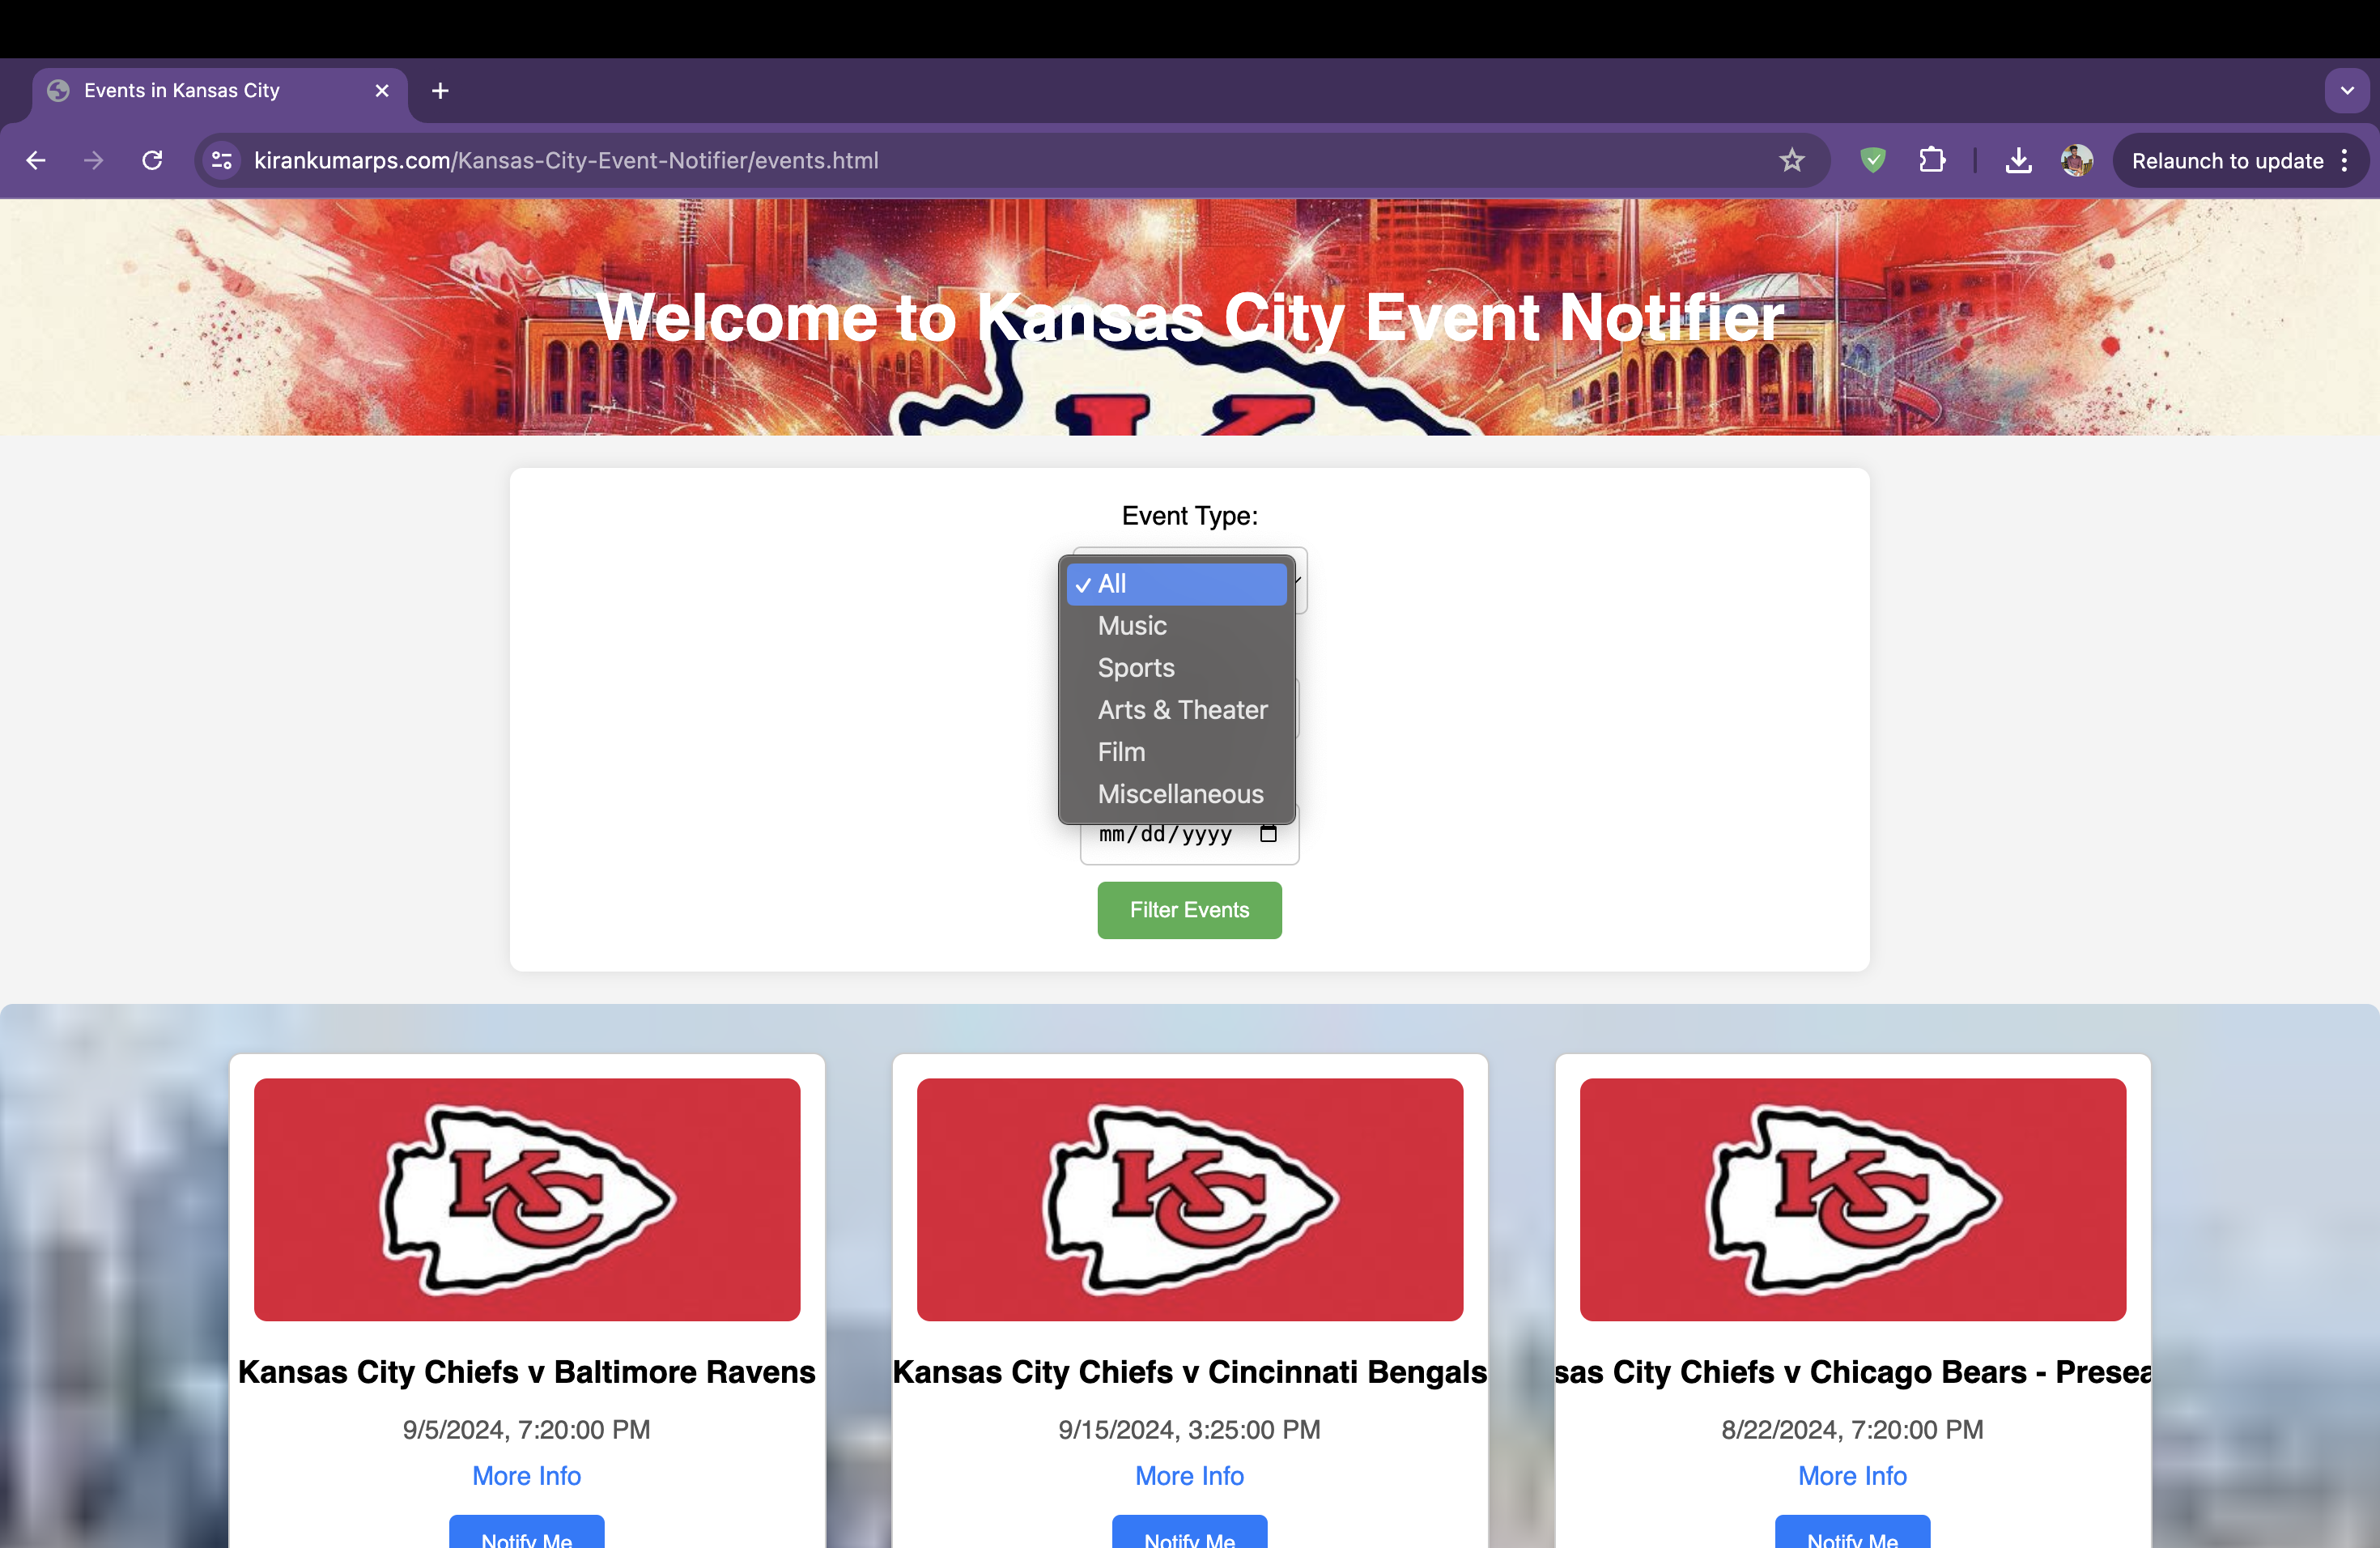 Events in Kansas City
kirankumarps.com/Kansas-City-Event-Notifier/events.html
Relaunch to update
Welcome to Kansas City Event Notifier
K
Event Type:
All
Music
Sports
Arts & Theater
Film
Miscellaneous
mm/dd/yyyy
Filter Events
KC
KC
KC
Kansas City Chiefs v Baltimore Ravens
Kansas City Chiefs v Cincinnati Bengals
sas City Chiefs v Chicago Bears - Presea
9/5/2024, 7:20:00 PM
9/15/2024, 3:25:00 PM
8/22/2024, 7:20:00 PM
More Info
More Info
More Info
Notify Me
Notify Me
Notify Me